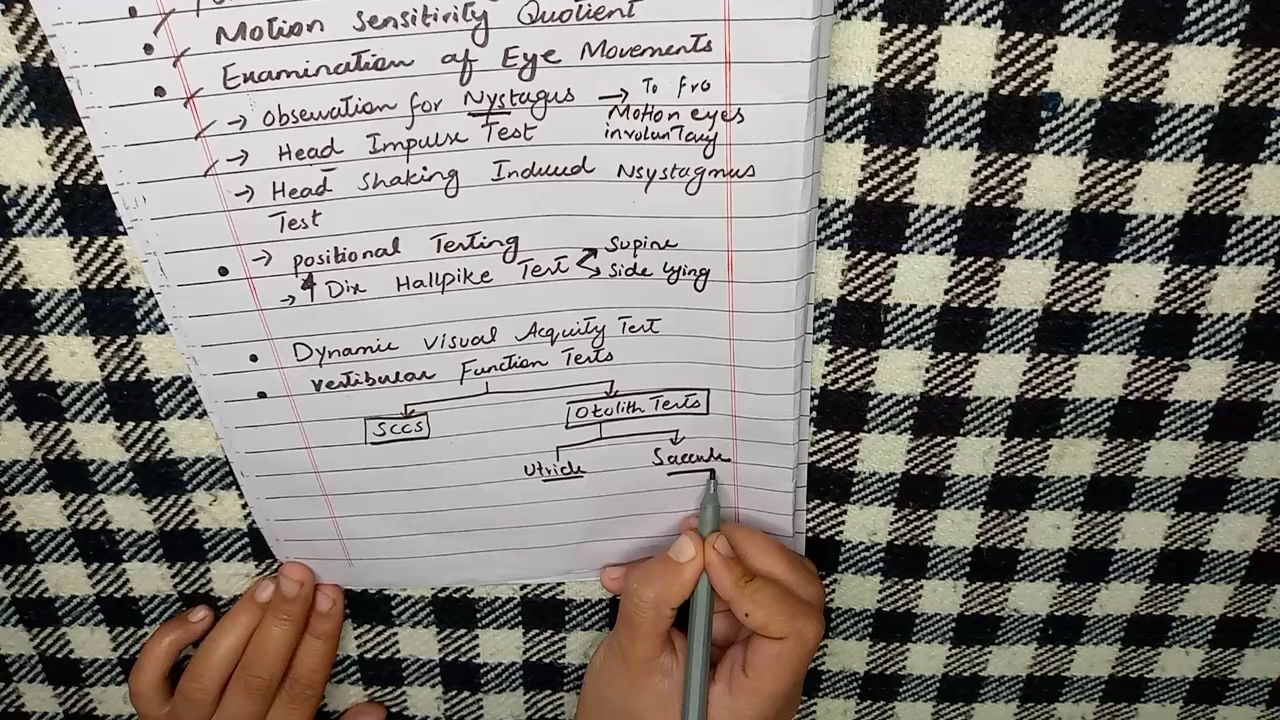 Motion Sensitivity Quotient
Examination of Eye Movements
→ Observation for Nystagus → To Fro
Motion eyes
involuntary
→ Head Impulse Test
→ Head Shaking Induced Nsystagmus
Test
→ positional Testing
→ Dix Hallpike Test Supine
Side lying
Dynamic visual Acquity Test
vestibular Function Tests
SCCS Otolith Tests
Utricle Saccule